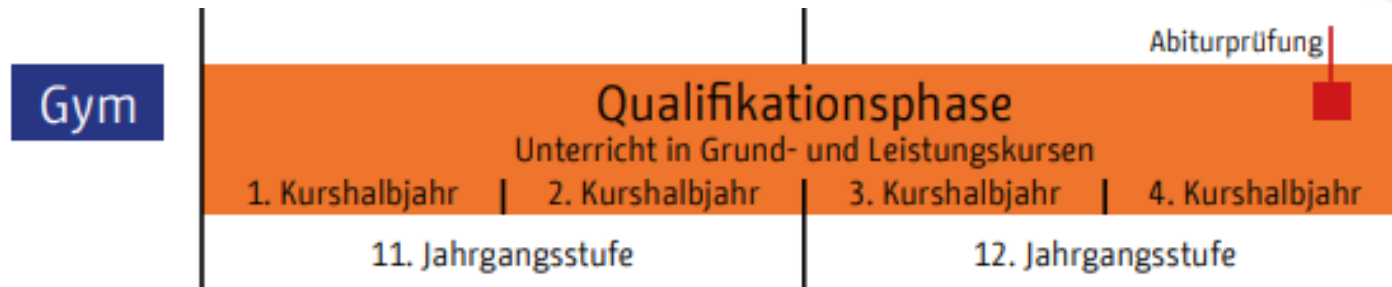 Abiturprüfung
Gym
Qualifikationsphase
Unterricht in Grund- und Leistungskursen
1. Kurshalbjahr
2. Kurshalbjahr
3. Kurshalbjahr
4. Kurshalbjahr
11. Jahrgangsstufe
12. Jahrgangsstufe